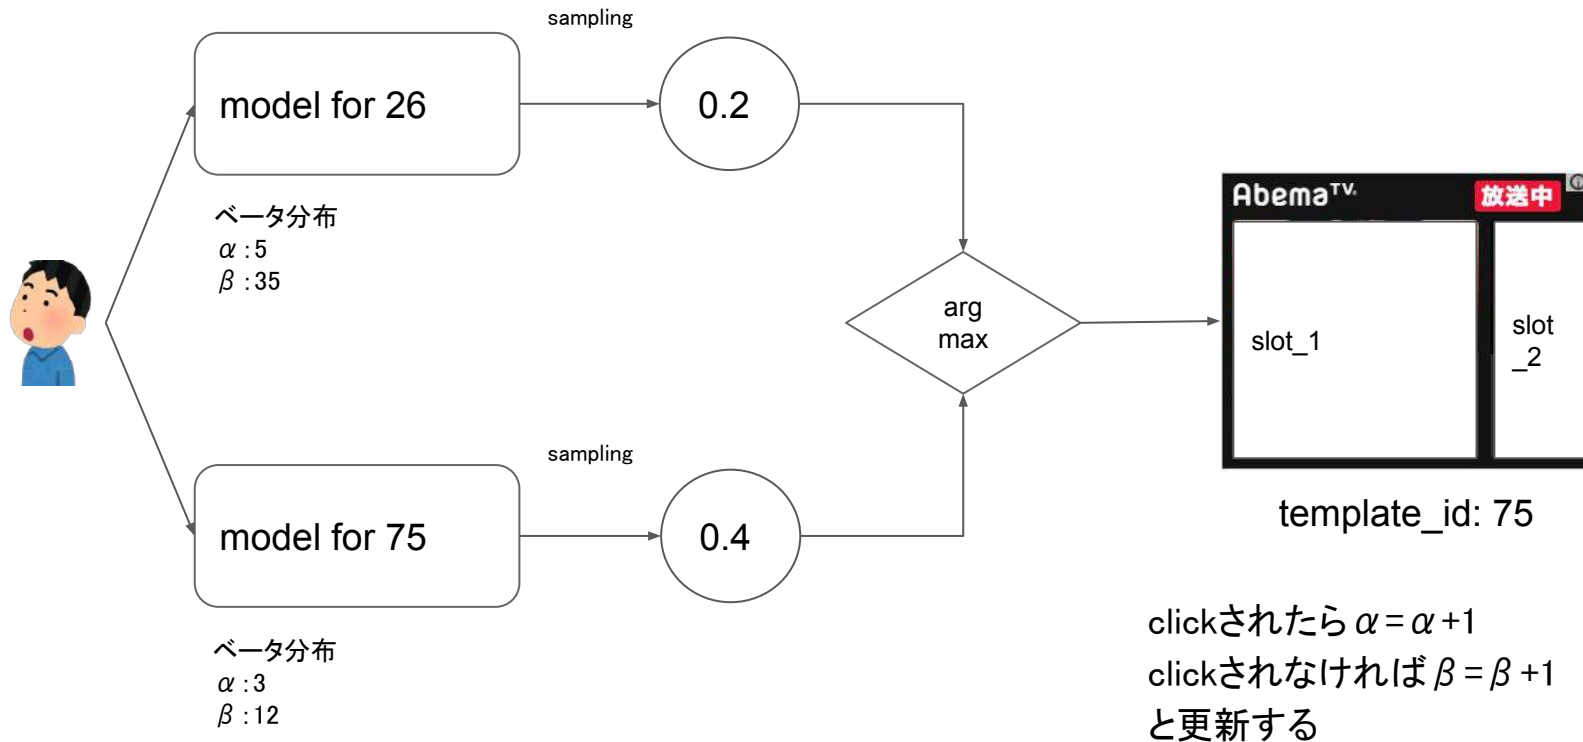 sampling
model for 26
0.2
ベータ分布
α:5
β:35
arg
max
AbemaTV.
放送中
slot_1
slot
_2
template_id: 75
sampling
model for 75
0.4
ベータ分布
α:3
β:12
clickされたらα=α+1
clickされなければβ=β+1
と更新する